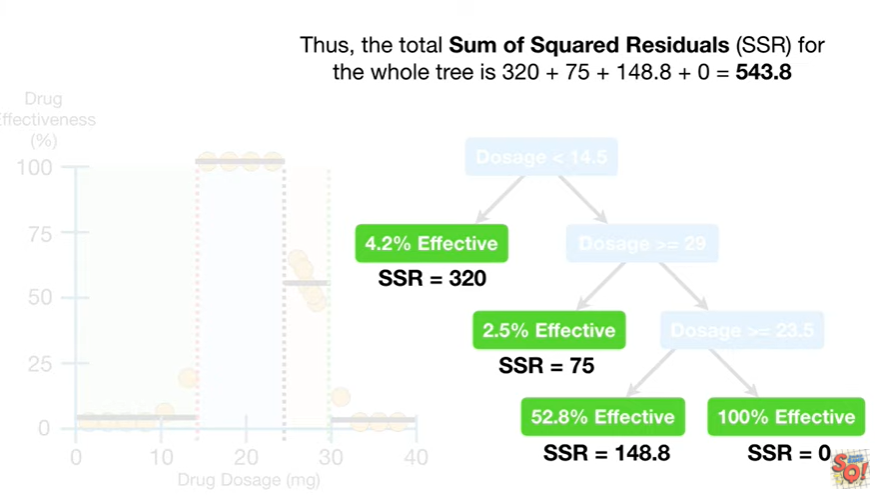 Thus, the total Sum of Squared Residuals (SSR) for
the whole tree is 320 + 75 + 148.8 + 0 = 543.8
Drug
ffectiveness
(%)
100
75
50
25
0
0
10
20
30
40
Drug Dosage (mg)
Dosage < 14.5
4.2% Effective
Dosage >= 29
SSR = 320
2.5% Effective
Dosage >= 23.5
SSR = 75
52.8% Effective
100% Effective
SSR = 148.8
SSR = 0
SQ!